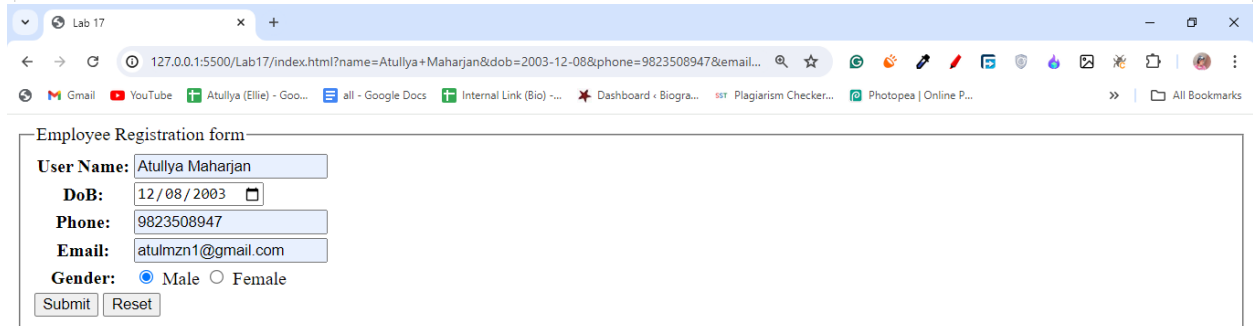 Lab 17
127.0.0.1:5500/Lab17/index.html?name=Atullya+Maharjan&dob=2003-12-08&phone=9823508947&email...
Gmail YouTube Atullya (Ellie) - Goo... all - Google Docs Internal Link (Bio) -... Dashboard ‹ Biogra... SST Plagiarism Checker... Photopea | Online P... » All Bookmarks
Employee Registration form
User Name: Atullya Maharjan
DoB: 12/08/2003
Phone: 9823508947
Email: atulmzn1@gmail.com
Gender: Male Female
Submit Reset